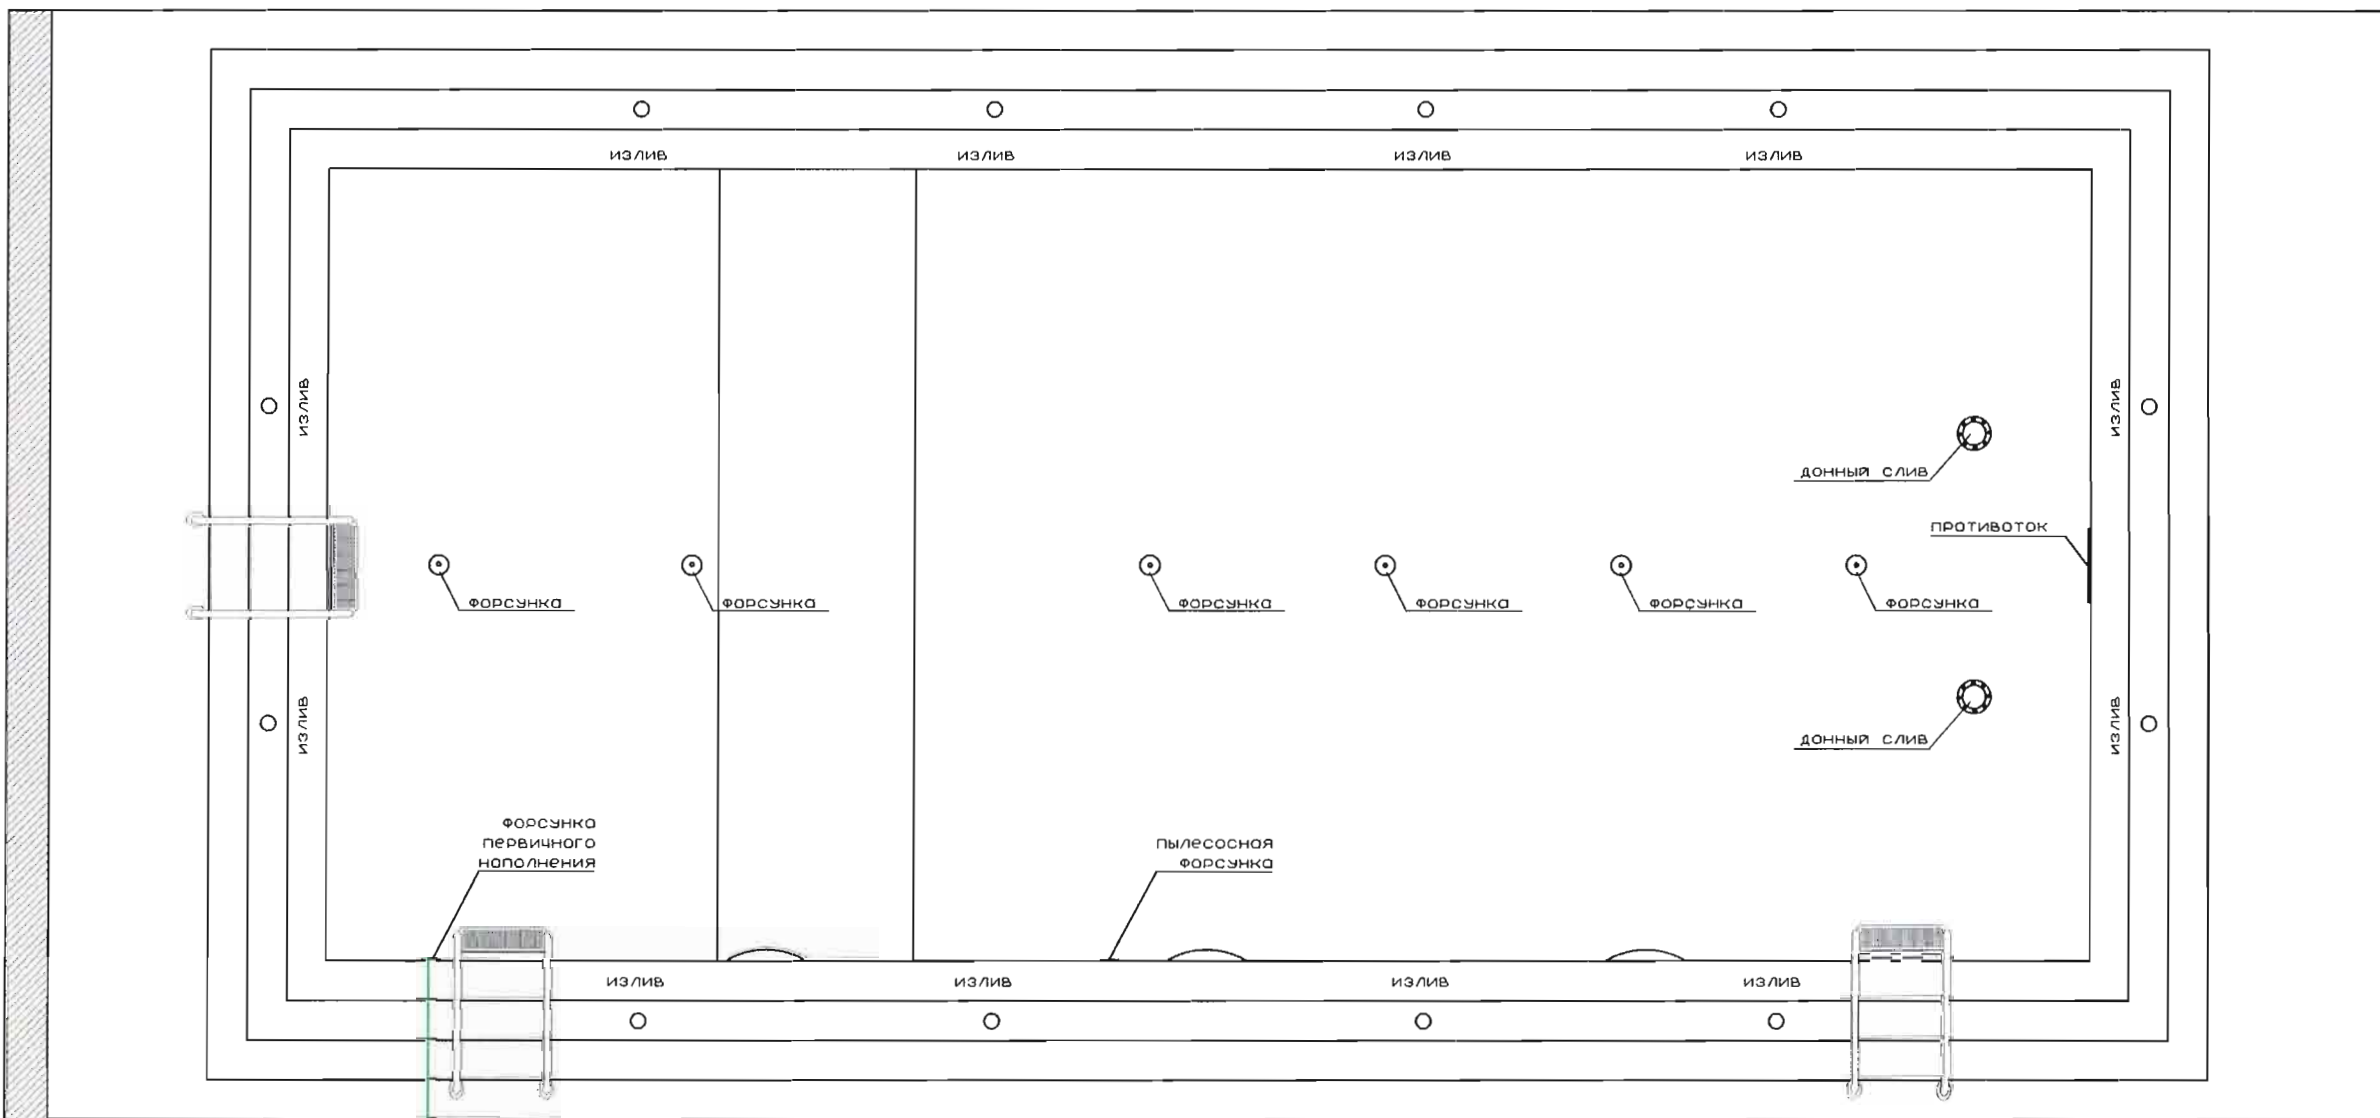 излив
излив
излив
излив
излив
излив
донный слив
противоток
форсунка
форсунка
форсунка
форсунка
форсунка
форсунка
излив
излив
донный слив
форсунка
первичного
наполнения
пылесосная
форсунка
излив
излив
излив
излив